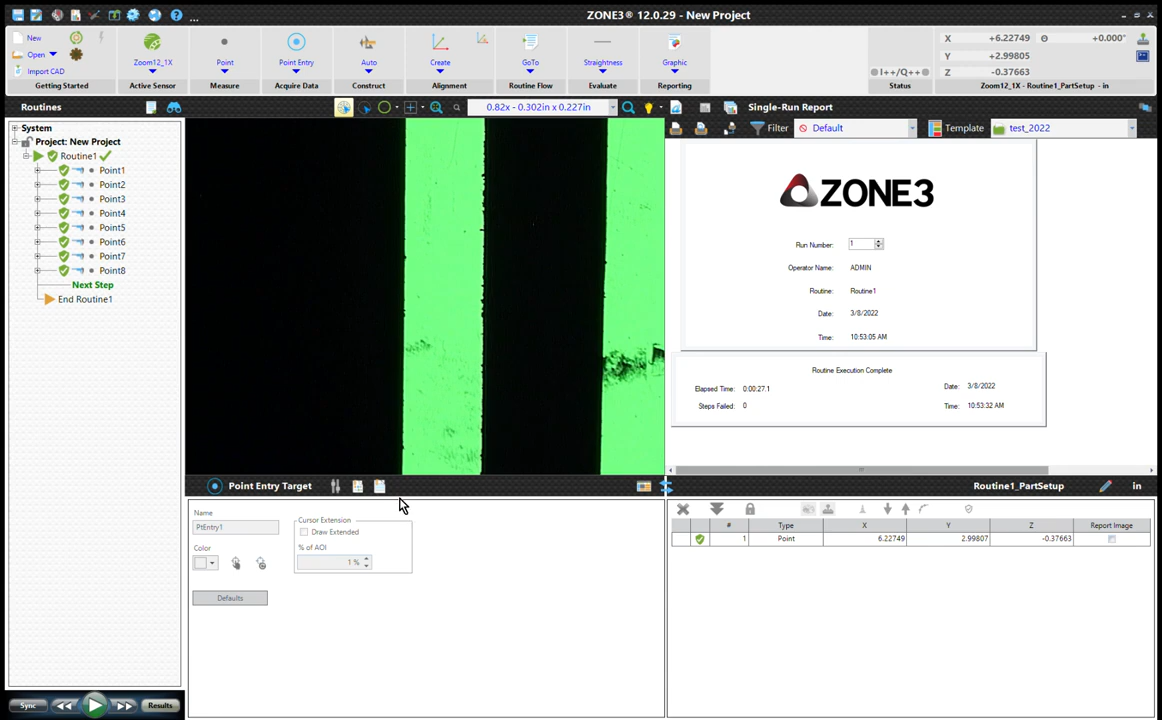 ZONE3® 12.0.29 - New Project
New
Open
Import CAD
Getting Started
Zoom12_1X
Active Sensor
Point
Measure
Point Entry
Acquire Data
Auto
Construct
Create
Alignment
GoTo
Routine Flow
Straightness
Evaluate
Graphic
Reporting
I++/Q++
Status
X +6.22749 Θ +0.000°
Y +2.99805
Z -0.37663
Zoom12_1X - Routine1_PartSetup - in
Routines
0.82x - 0.302in x 0.227in
Single-Run Report
Filter Default Template test_2022
System
Project: New Project
Routine1
Point1
Point2
Point3
Point4
Point5
Point6
Point7
Point8
Next Step
End Routine1
ZONE3
Run Number: 1
Operator Name: ADMIN
Routine: Routine1
Date: 3/8/2022
Time: 10:53:05 AM
Routine Execution Complete
Elapsed Time: 0:00:27.1 Date: 3/8/2022
Steps Failed: 0 Time: 10:53:32 AM
Point Entry Target
Name
PtEntry1
Color
Cursor Extension
Draw Extended
% of AOI
1 %
Defaults
Routine1_PartSetup in
# Type X Y Z Report Image
1 Point 6.22749 2.99807 -0.37663
Sync Results